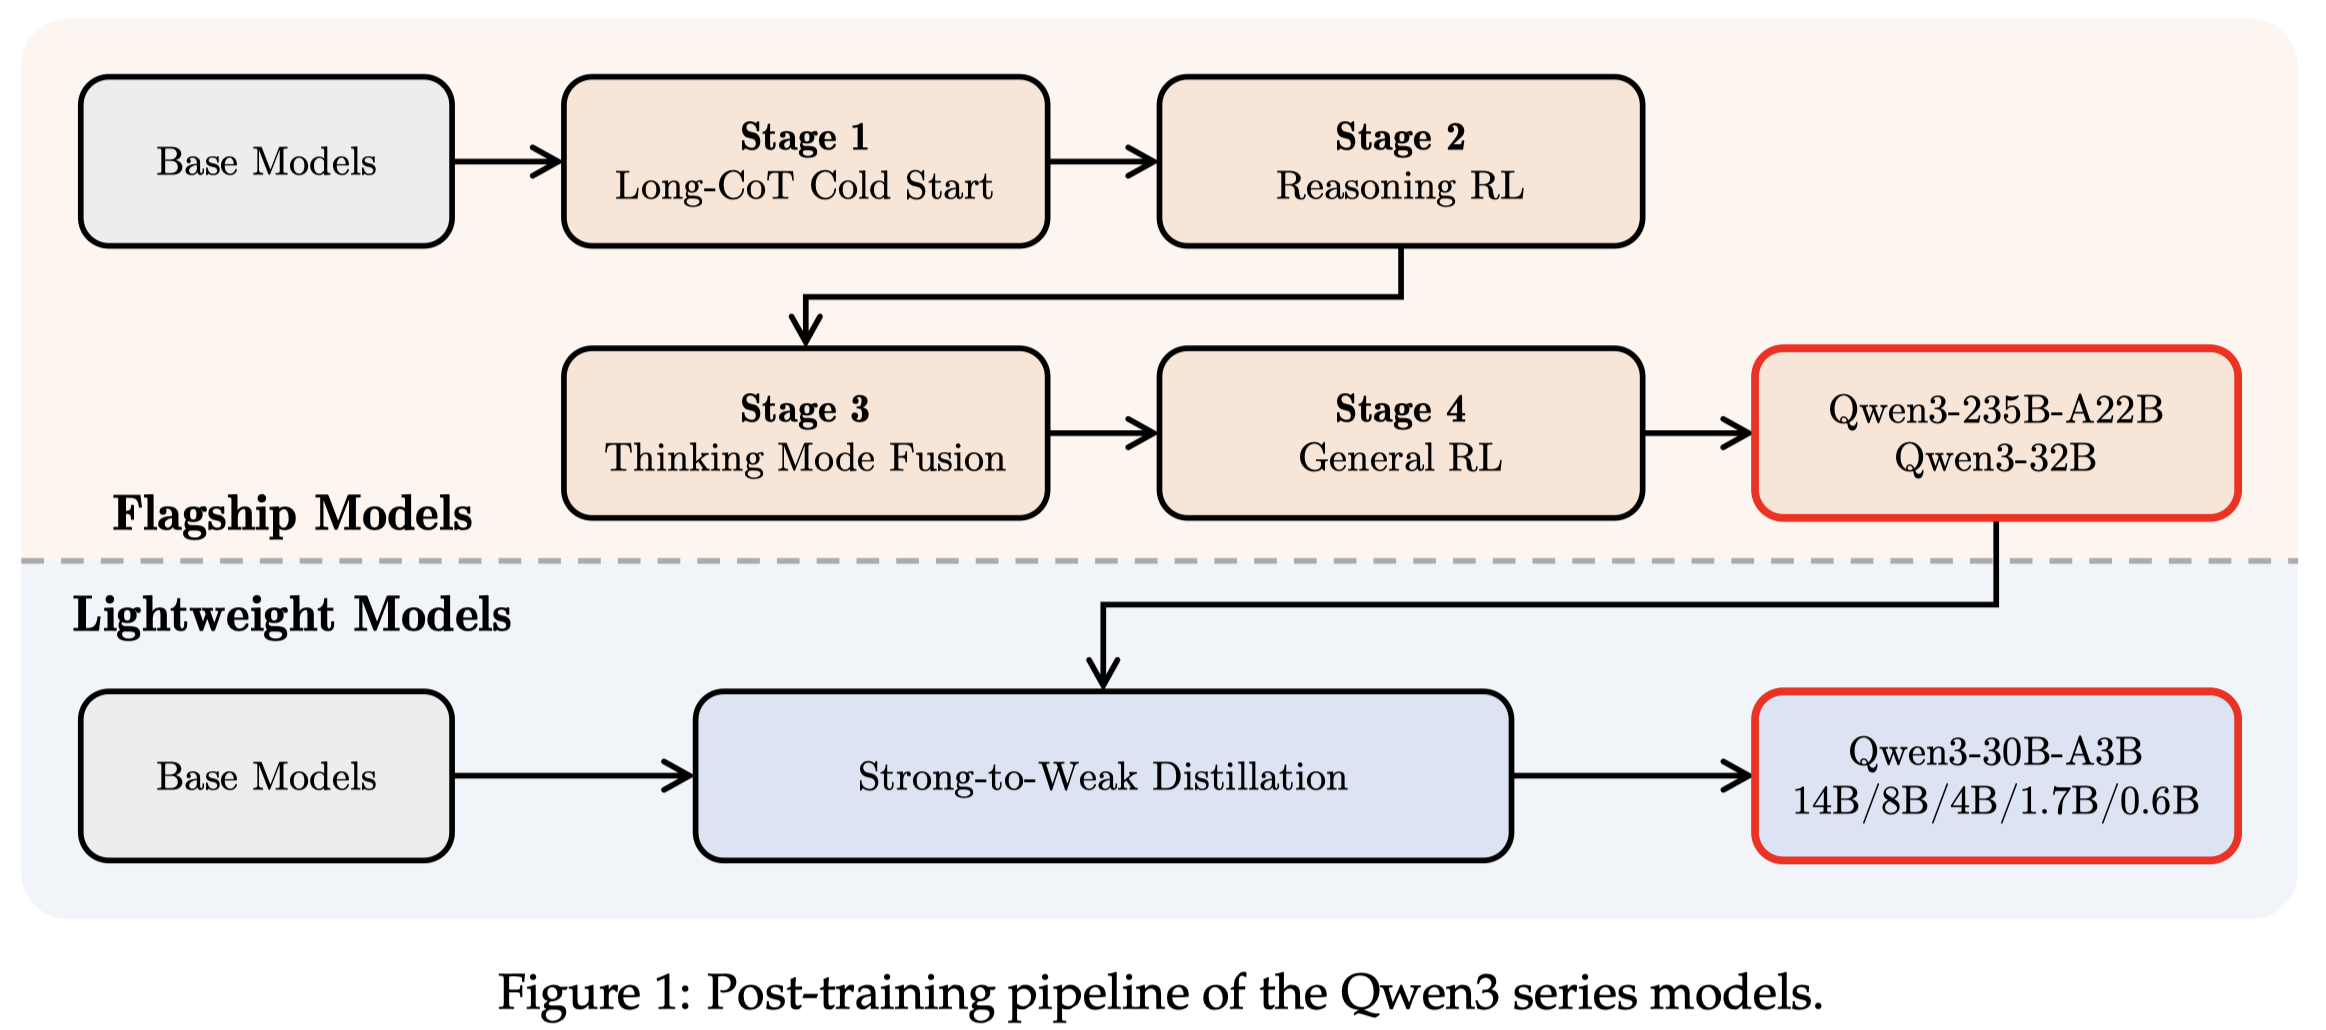 Base Models
Stage 1
Long-CoT Cold Start
Stage 2
Reasoning RL
Stage 3
Thinking Mode Fusion
Stage 4
General RL
Qwen3-235B-A22B
Qwen3-32B
Flagship Models
Lightweight Models
Base Models
Strong-to-Weak Distillation
Qwen3-30B-A3B
14B/8B/4B/1.7B/0.6B
Figure 1: Post-training pipeline of the Qwen3 series models.